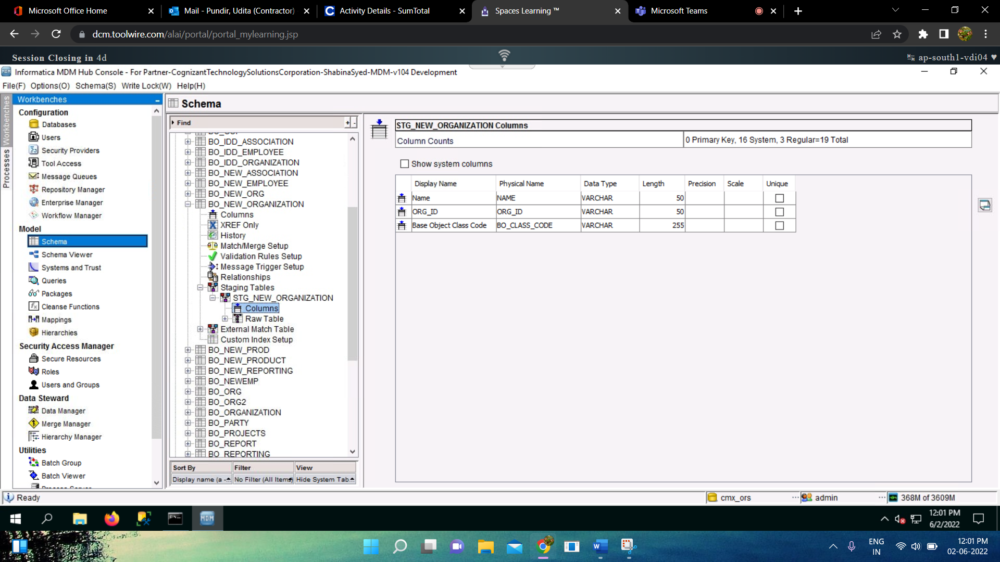 Microsoft Office Home
Mail - Pundir, Udita (Contractor)
Activity Details - SumTotal
Spaces Learning ™
Microsoft Teams
dcm.toolwire.com/alai/portal/portal_mylearning.jsp
Session Closing in 4d
ap-south1-vdi04
Informatica MDM Hub Console - For Partner-CognizantTechnologySolutionsCorporation-ShabinaSyed-MDM-v104 Development
File(F) Options(O) Schema(S) Write Lock(W) Help(H)
Workbenches
Processes
Workbenches
Configuration
Databases
Users
Security Providers
Tool Access
Message Queues
Repository Manager
Enterprise Manager
Workflow Manager
Model
Schema
Schema Viewer
Systems and Trust
Queries
Packages
Cleanse Functions
Mappings
Hierarchies
Security Access Manager
Secure Resources
Roles
Users and Groups
Data Steward
Data Manager
Merge Manager
Hierarchy Manager
Utilities
Batch Group
Batch Viewer
Schema
Find
BO_IDD_ASSOCIATION
BO_IDD_EMPLOYEE
BO_IDD_ORGANIZATION
BO_NEW_ASSOCIATION
BO_NEW_EMPLOYEE
BO_NEW_ORG
BO_NEW_ORGANIZATION
Columns
XREF Only
History
Match/Merge Setup
Validation Rules Setup
Message Trigger Setup
Relationships
Staging Tables
STG_NEW_ORGANIZATION
Columns
Raw Table
External Match Table
Custom Index Setup
BO_NEW_PROD
BO_NEW_PRODUCT
BO_NEW_REPORTING
BO_NEWEMP
BO_ORG
BO_ORG2
BO_ORGANIZATION
BO_PARTY
BO_PROJECTS
BO_REPORT
BO_REPORTING
Sort By Filter View
Display name (a - No Filter (All Items) Hide System Tab...
STG_NEW_ORGANIZATION Columns
Column Counts 0 Primary Key, 16 System, 3 Regular=19 Total
Show system columns
Display Name Physical Name Data Type Length Precision Scale Unique
Name NAME VARCHAR 50
ORG_ID ORG_ID VARCHAR 50
Base Object Class Code BO_CLASS_CODE VARCHAR 255
Ready
cmx_ors
admin
368M of 3609M
MDM
12:01 PM
6/2/2022
ENG
IN
12:01 PM
02-06-2022